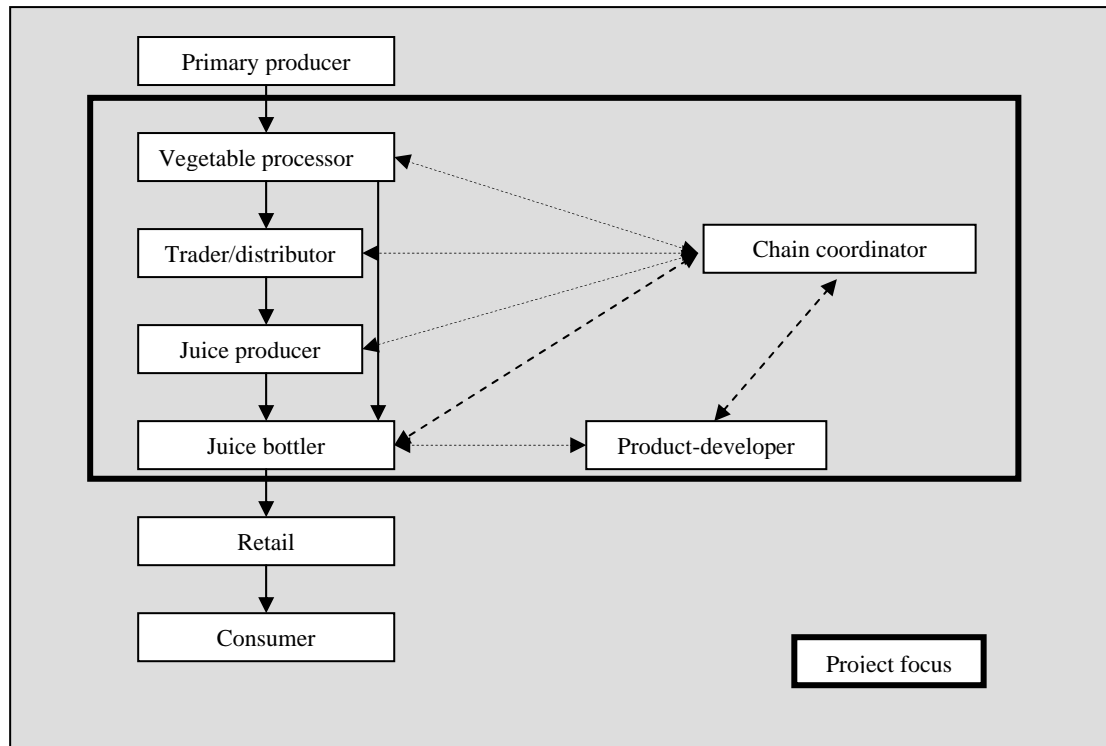 Primary producer
Vegetable processor
Trader/distributor
Chain coordinator
Juice producer
Juice bottler
Product-developer
Retail
Consumer
Project focus